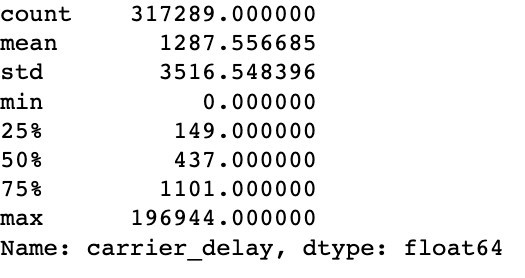 count    317289.000000
mean       1287.556685
std        3516.548396
min           0.000000
25%         149.000000
50%         437.000000
75%        1101.000000
max      196944.000000
Name: carrier_delay, dtype: float64